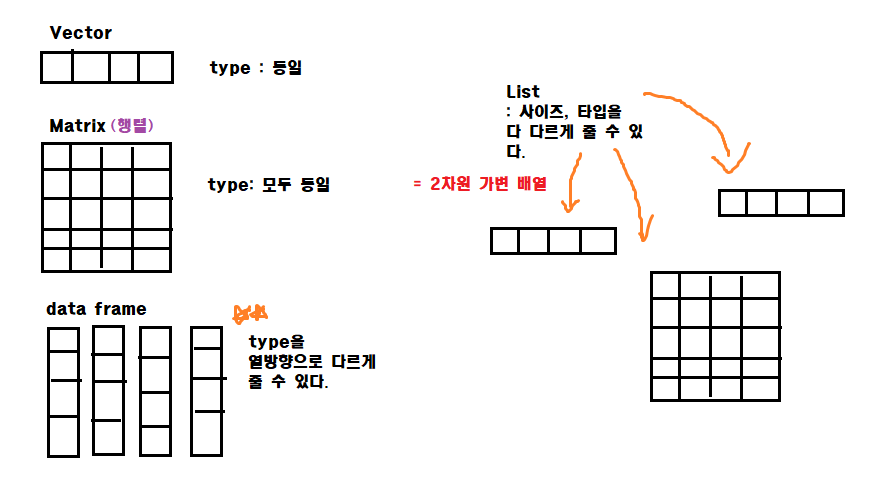 Vector
type : 동일
Matrix (행렬)
type: 모두 동일
= 2차원 가변 배열
data frame
type을
열방향으로 다르게
줄 수 있다.
List
: 사이즈, 타입을
다 다르게 줄 수 있
다.